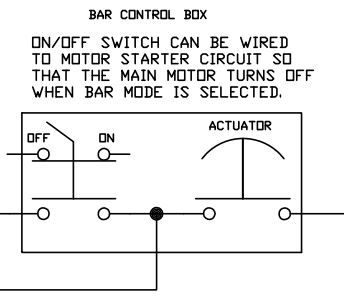 BAR CONTROL BOX
ON/OFF SWITCH CAN BE WIRED
TO MOTOR STARTER CIRCUIT SO
THAT THE MAIN MOTOR TURNS OFF
WHEN BAR MODE IS SELECTED.
OFF ON ACTUATOR